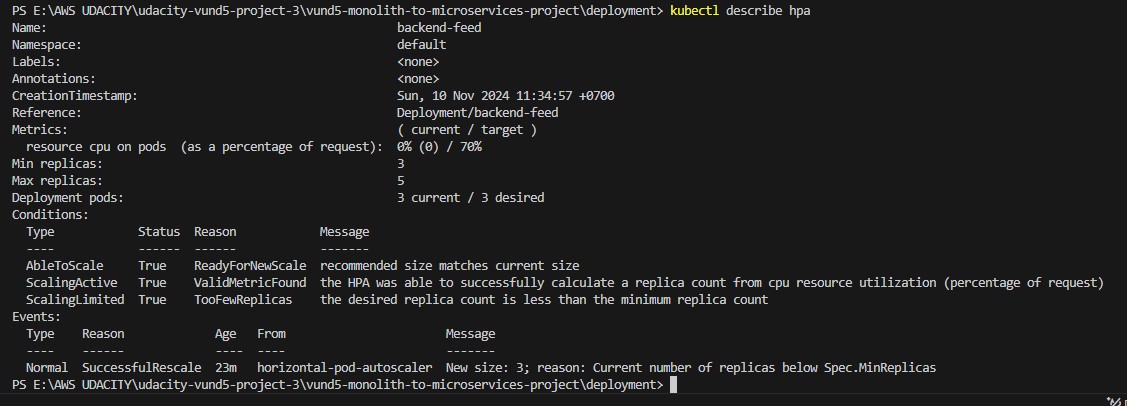 PS E:\AWS UDACITY\udacity-vund5-project-3\vund5-monolith-to-microservices-project\deployment> kubectl describe hpa
Name:                                                  backend-feed
Namespace:                                             default
Labels:                                                <none>
Annotations:                                           <none>
CreationTimestamp:                                     Sun, 10 Nov 2024 11:34:57 +0700
Reference:                                             Deployment/backend-feed
Metrics:                                               ( current / target )
  resource cpu on pods  (as a percentage of request):  0% (0) / 70%
Min replicas:                                          3
Max replicas:                                          5
Deployment pods:                                       3 current / 3 desired
Conditions:
  Type            Status  Reason            Message
  ----            ------  ------            -------
  AbleToScale     True    ReadyForNewScale  recommended size matches current size
  ScalingActive   True    ValidMetricFound  the HPA was able to successfully calculate a replica count from cpu resource utilization (percentage of request)
  ScalingLimited  True    TooFewReplicas    the desired replica count is less than the minimum replica count
Events:
  Type    Reason             Age   From                       Message
  ----    ------             ----  ----                       -------
  Normal  SuccessfulRescale  23m   horizontal-pod-autoscaler  New size: 3; reason: Current number of replicas below Spec.MinReplicas
PS E:\AWS UDACITY\udacity-vund5-project-3\vund5-monolith-to-microservices-project\deployment>